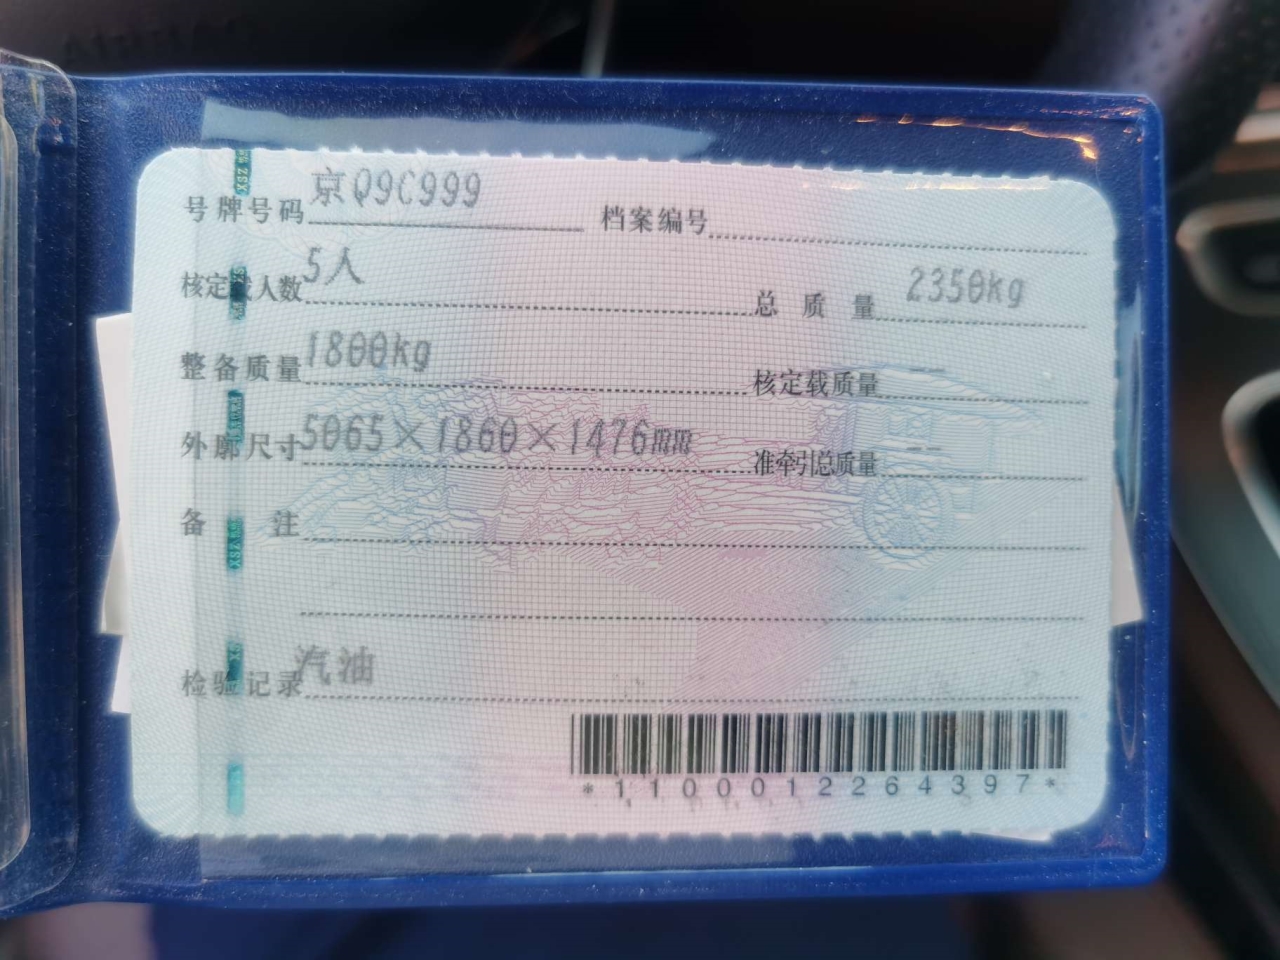 号牌号码 京Q9C999 档案编号
核定载人数 5人 总质量 2350kg
整备质量 1800kg 核定载质量 --
外廓尺寸 5065×1860×1476mm 准牵引总质量 --
备注
检验记录 汽油
*1100012264397*